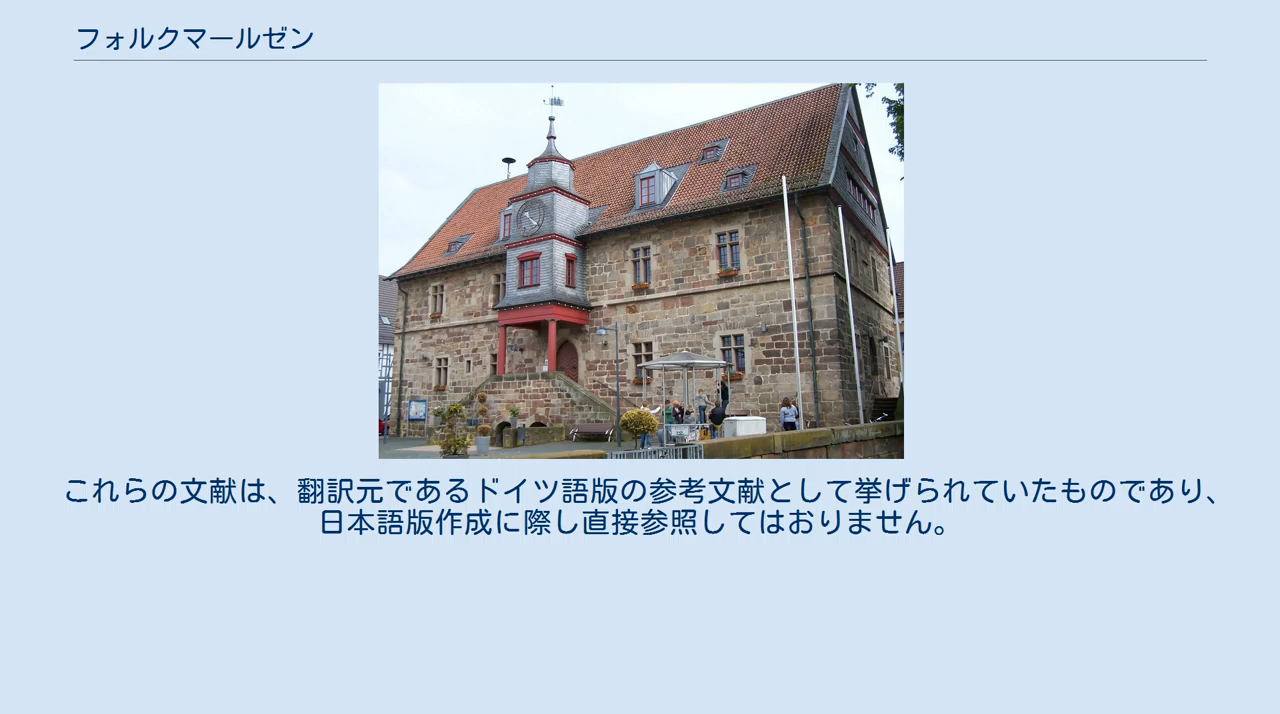 フォルクマールゼン
これらの文献は、翻訳元であるドイツ語版の参考文献として挙げられていたものであり、
日本語版作成に際し直接参照してはおりません。